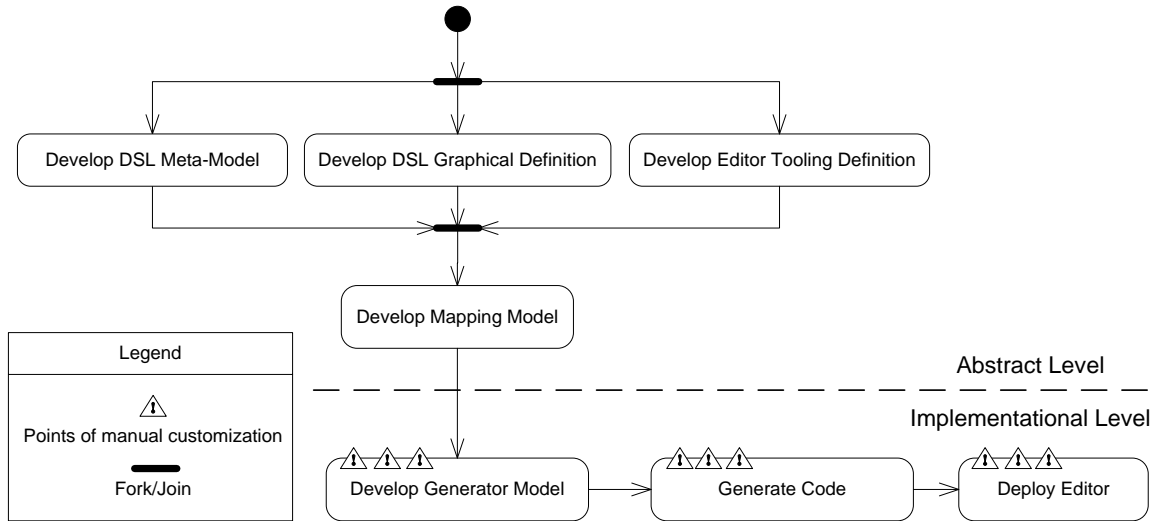 Develop DSL Meta-Model
Develop DSL Graphical Definition
Develop Editor Tooling Definition
Develop Mapping Model
Legend
Points of manual customization
Fork/Join
Abstract Level
Implementational Level
Develop Generator Model
Generate Code
Deploy Editor